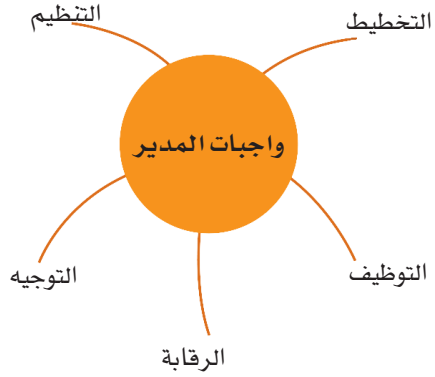 التخطيط
التنظيم
واجبات المدير
التوظيف
التوجيه
الرقابة